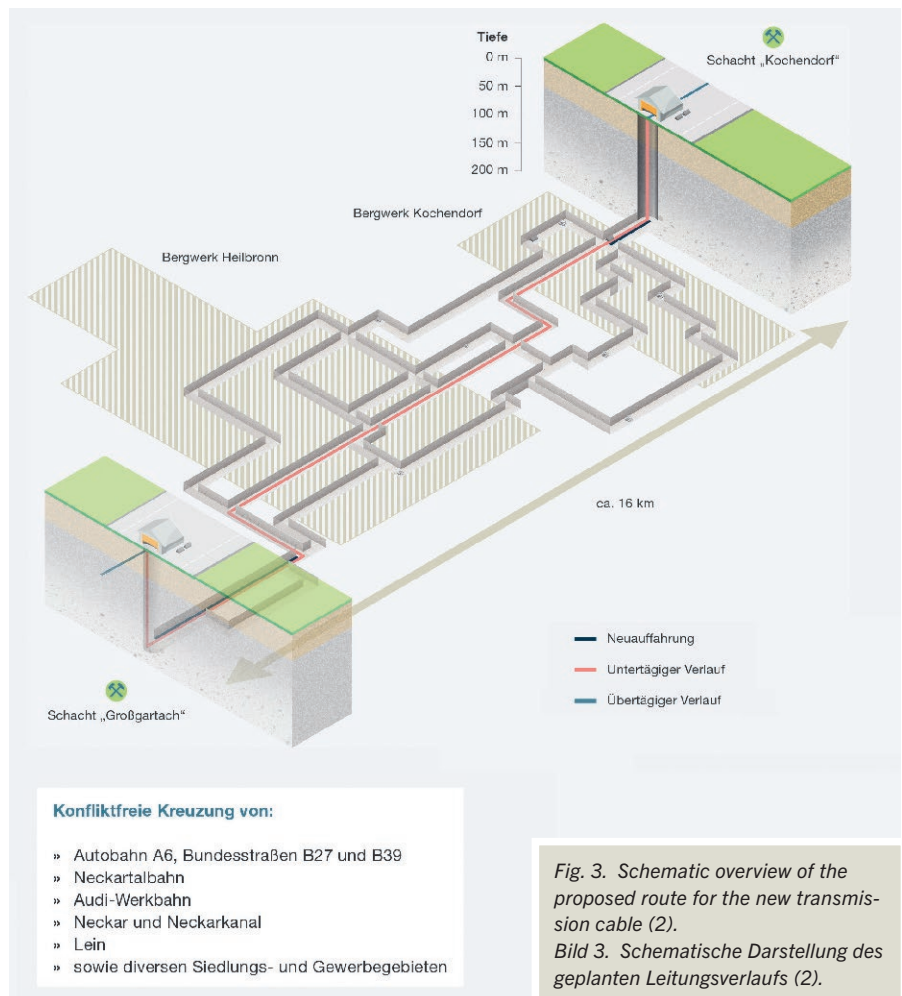 Tiefe
0 m
50 m
100 m
150 m
200 m
Schacht „Kochendorf“
Bergwerk Kochendorf
Bergwerk Heilbronn
ca. 16 km
Neuauffahrung
Untertägiger Verlauf
Übertägiger Verlauf
Schacht „Großgartach“
Konfliktfreie Kreuzung von:
» Autobahn A6, Bundesstraßen B27 und B39
» Neckartalbahn
» Audi-Werkbahn
» Neckar und Neckarkanal
» Lein
» sowie diversen Siedlungs- und Gewerbegebieten
Fig. 3. Schematic overview of the
proposed route for the new transmis-
sion cable (2).
Bild 3. Schematische Darstellung des
geplanten Leitungsverlaufs (2).